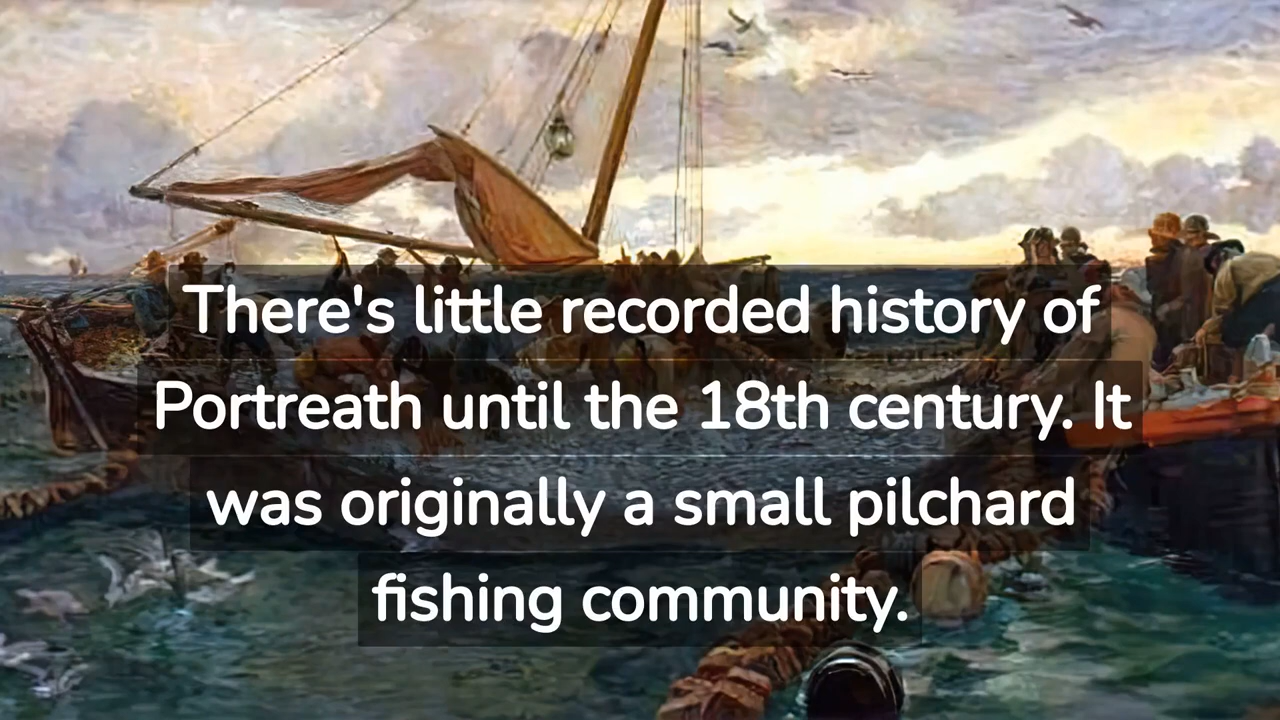 There's little recorded history of
Portreath until the 18th century. It
was originally a small pilchard
fishing community.